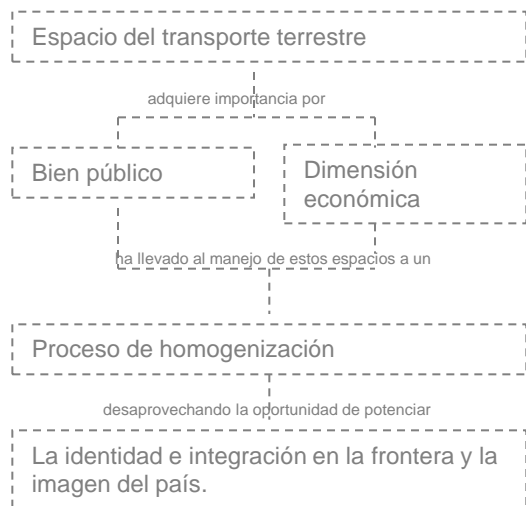 Espacio del transporte terrestre
adquiere importancia por
Bien público
Dimensión
económica
ha llevado al manejo de estos espacios a un
Proceso de homogenización
desaprovechando la oportunidad de potenciar
La identidad e integración en la frontera y la
imagen del país.